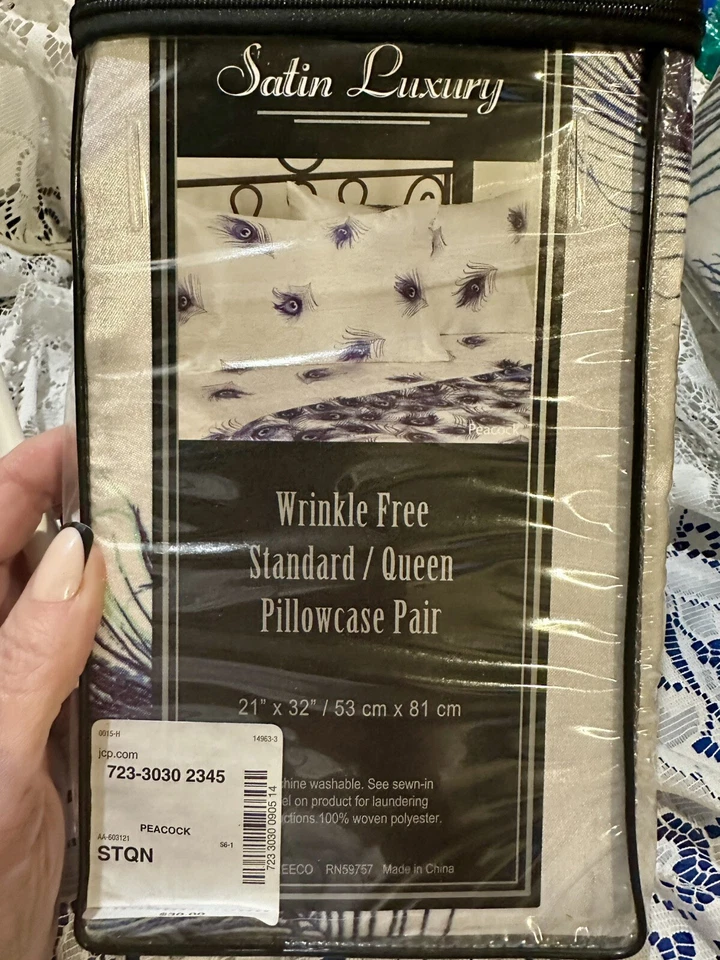 Satin Luxury
Peacock
Wrinkle Free
Standard / Queen
Pillowcase Pair
21" x 32" / 53 cm x 81 cm
chine washable. See sewn-in
el on product for laundering
ctions.100% woven polyester.
EECO RN59757 Made in China
0015-H 14963-3
jcp.com
723-3030 2345
PEACOCK
AA-603121 S6-1
STQN
723 3030 0905 14